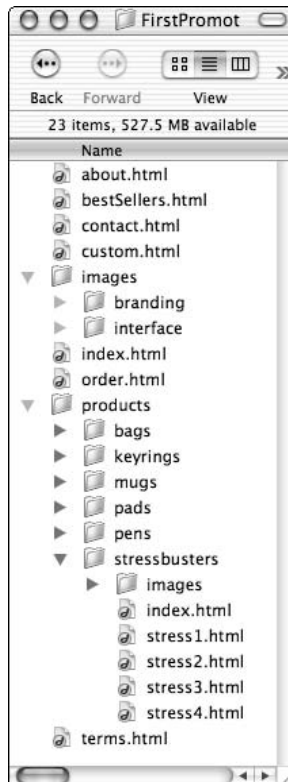 FirstPromot
Back Forward View
23 items, 527.5 MB available
Name
about.html
bestSellers.html
contact.html
custom.html
images
branding
interface
index.html
order.html
products
bags
keyrings
mugs
pads
pens
stressbusters
images
index.html
stress1.html
stress2.html
stress3.html
stress4.html
terms.html